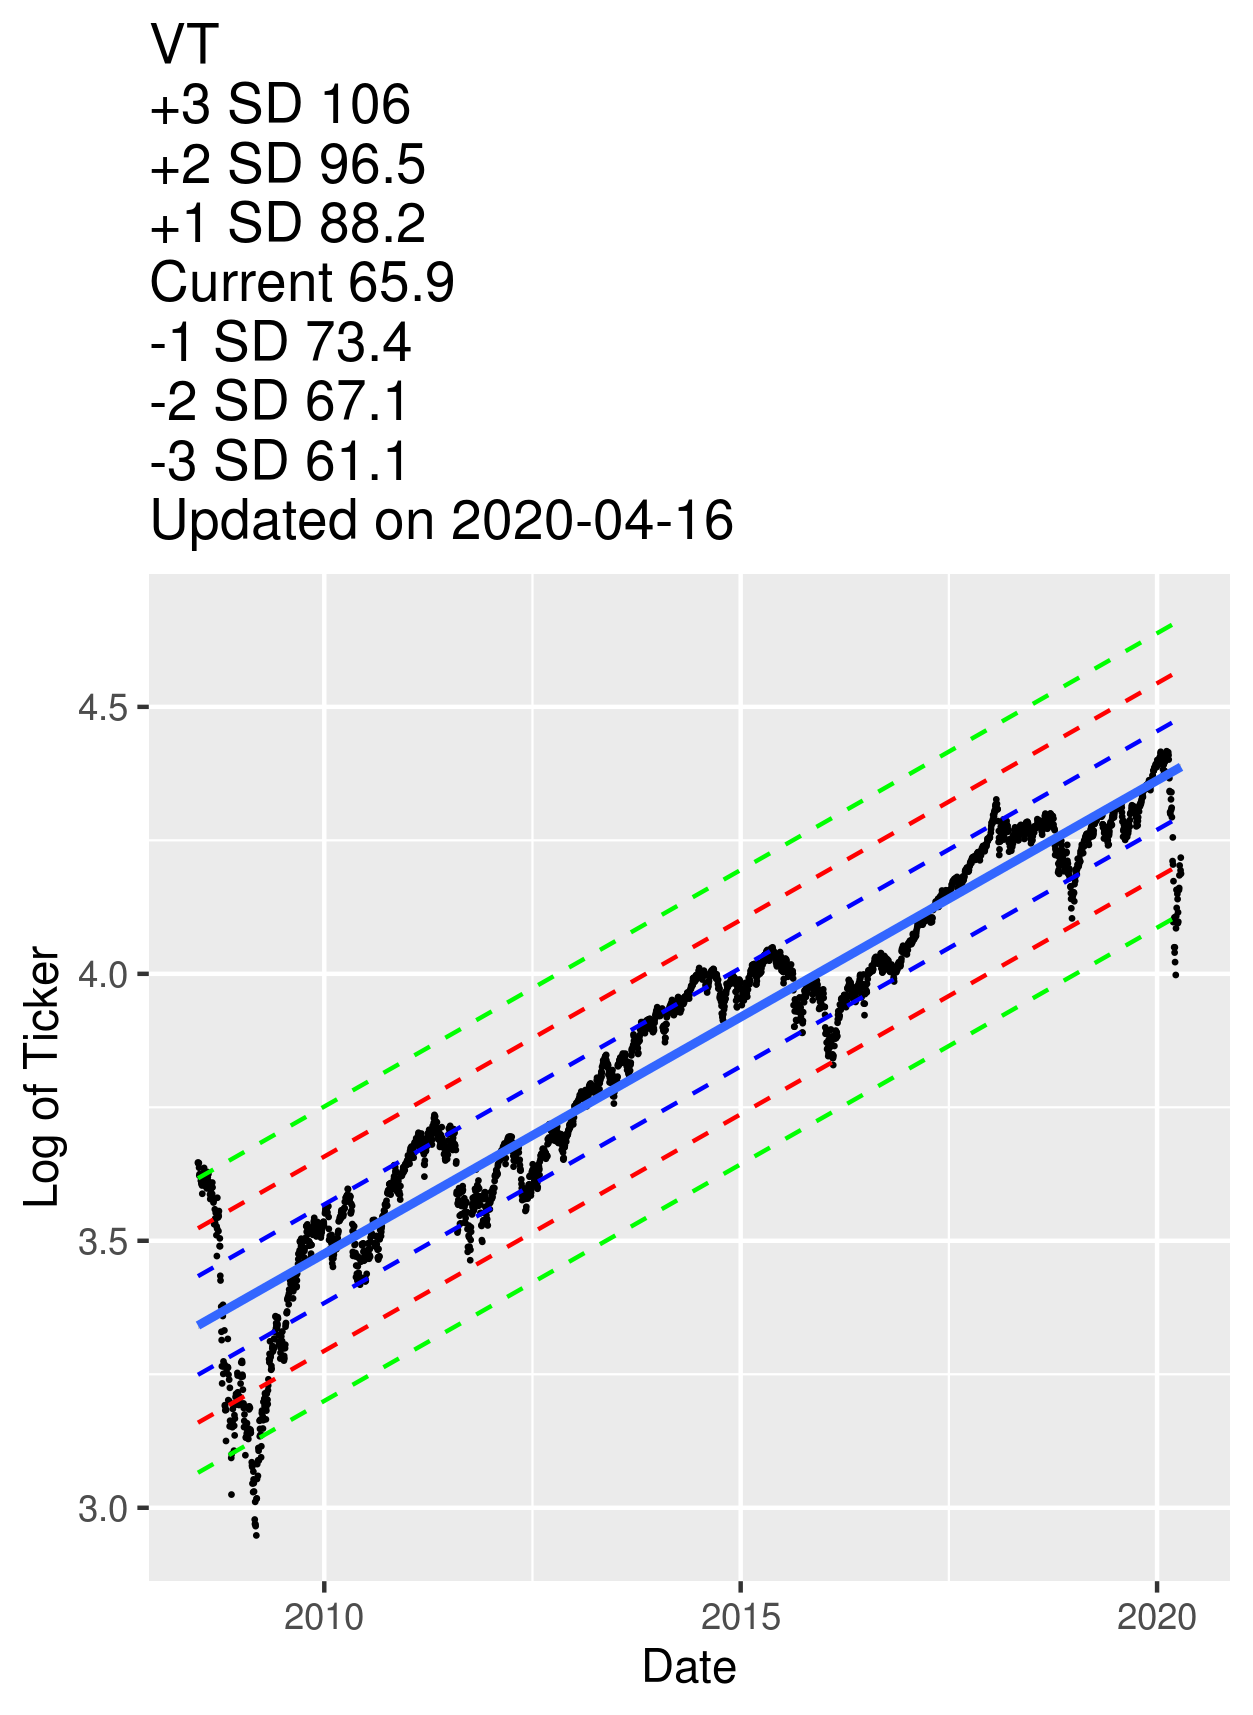 VT
+3 SD 106
+2 SD 96.5
+1 SD 88.2
Current 65.9
-1 SD 73.4
-2 SD 67.1
-3 SD 61.1
Updated on 2020-04-16
4.5
4.0
3.5
3.0
Log of Ticker
2010
2015
2020
Date